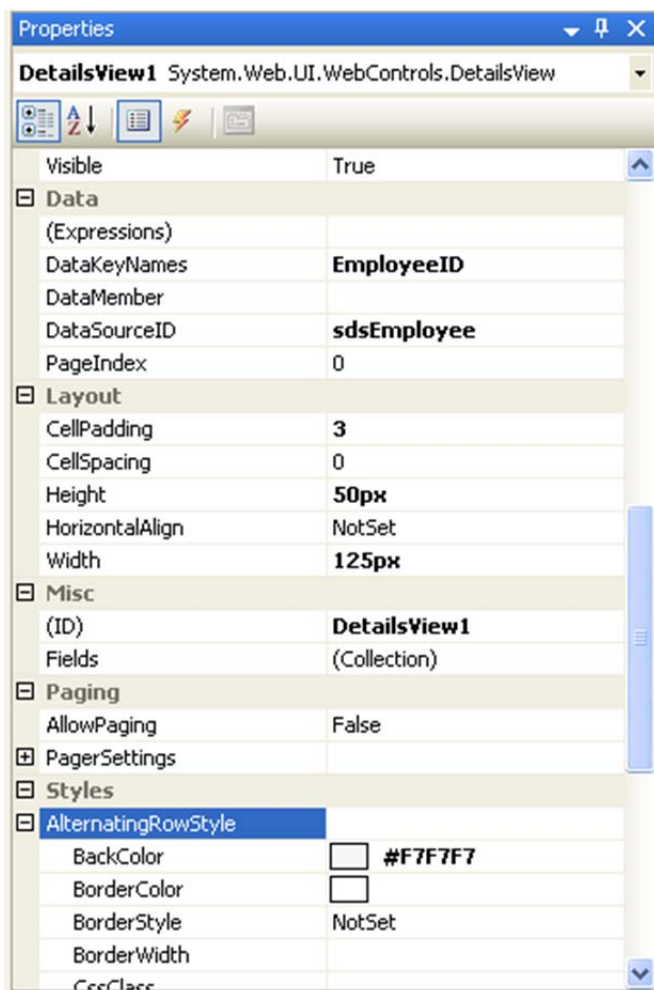 Properties
DetailsView1 System.Web.UI.WebControls.DetailsView
Visible True
Data
(Expressions)
DataKeyNames EmployeeID
DataMember
DataSourceID sdsEmployee
PageIndex 0
Layout
CellPadding 3
CellSpacing 0
Height 50px
HorizontalAlign NotSet
Width 125px
Misc
(ID) DetailsView1
Fields (Collection)
Paging
AllowPaging False
PagerSettings
Styles
AlternatingRowStyle
BackColor #F7F7F7
BorderColor
BorderStyle NotSet
BorderWidth
CssClass